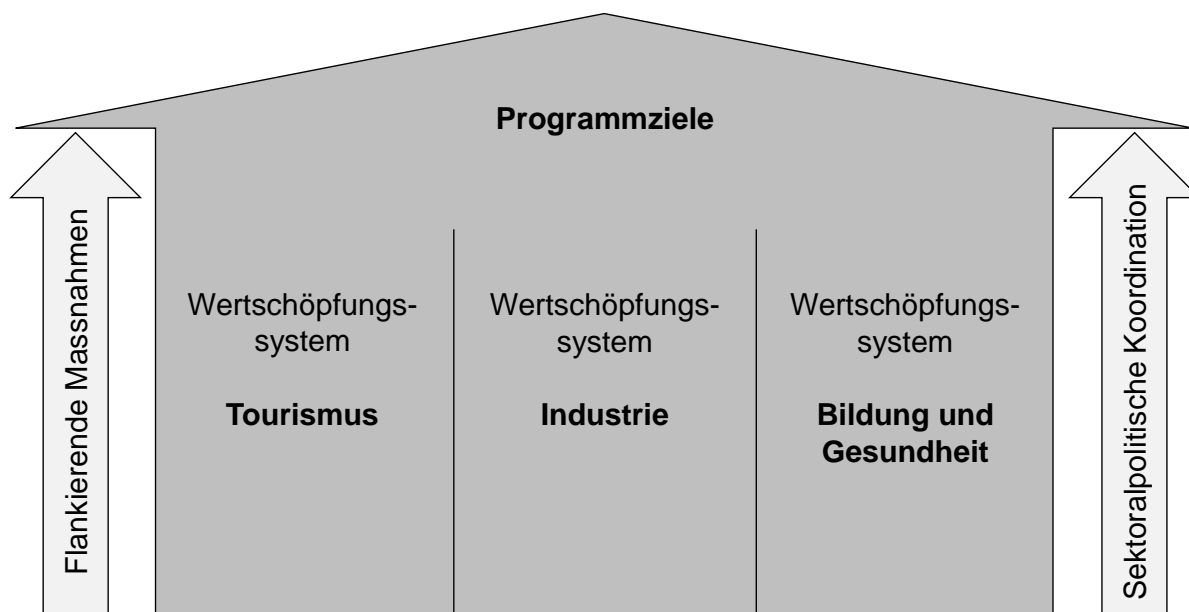 Programmziele
Flankierende Massnahmen
Wertschöpfungs-
system
Tourismus
Wertschöpfungs-
system
Industrie
Wertschöpfungs-
system
Bildung und
Gesundheit
Sektoralpolitische Koordination